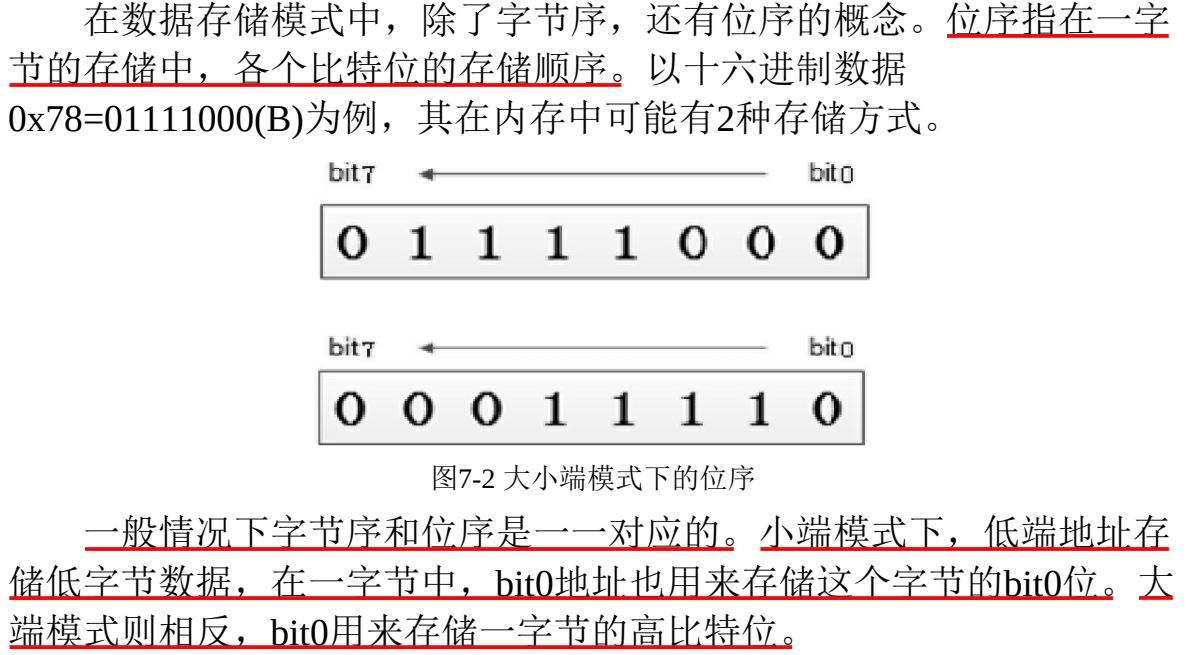 在数据存储模式中，除了字节序，还有位序的概念。位序指在一字
节的存储中，各个比特位的存储顺序。以十六进制数据
0x78=01111000(B)为例，其在内存中可能有2种存储方式。
bit7 bit0
0 1 1 1 1 0 0 0
bit7 bit0
0 0 0 1 1 1 1 0
图7-2 大小端模式下的位序
一般情况下字节序和位序是一一对应的。小端模式下，低端地址存
储低字节数据，在一字节中，bit0地址也用来存储这个字节的bit0位。大
端模式则相反，bit0用来存储一字节的高比特位。